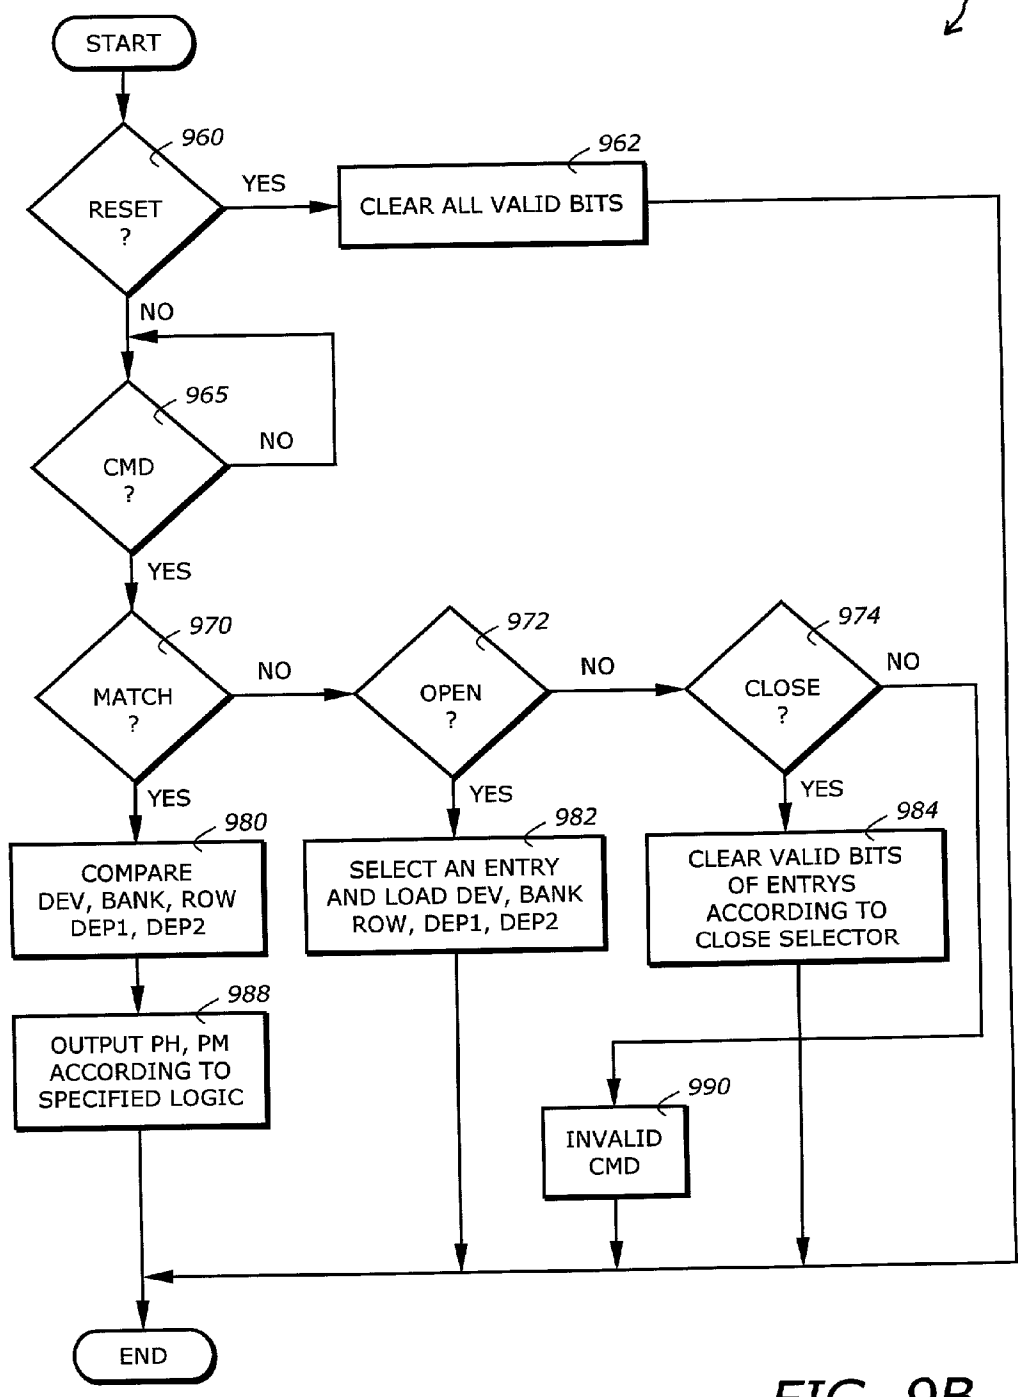 START
960
RESET
?
YES
962
CLEAR ALL VALID BITS
NO
965
CMD
?
NO
YES
970
MATCH
?
NO
972
OPEN
?
NO
974
CLOSE
?
NO
YES
YES
YES
980
COMPARE
DEV, BANK, ROW
DEP1, DEP2
982
SELECT AN ENTRY
AND LOAD DEV, BANK
ROW, DEP1, DEP2
984
CLEAR VALID BITS
OF ENTRYS
ACCORDING TO
CLOSE SELECTOR
988
OUTPUT PH, PM
ACCORDING TO
SPECIFIED LOGIC
990
INVALID
CMD
END
FIG. 9B